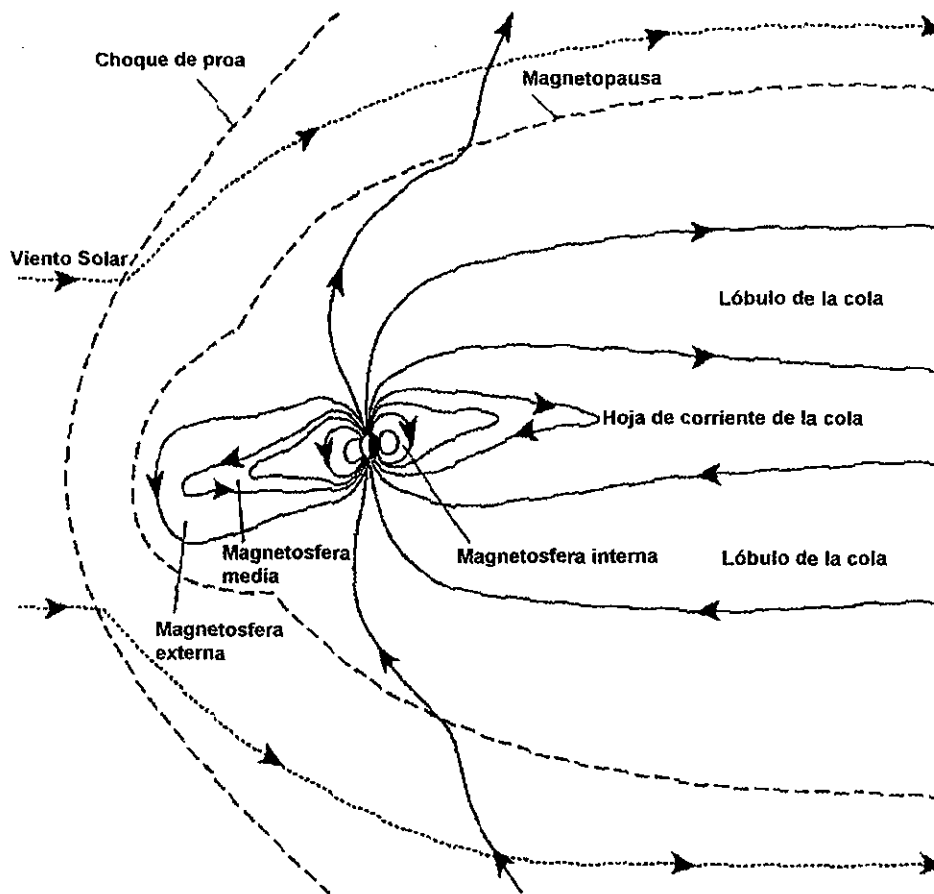 Choque de proa
Magnetopausa
Viento Solar
Lóbulo de la cola
Hoja de corriente de la cola
Magnetosfera
media
Magnetosfera interna
Lóbulo de la cola
Magnetosfera
externa